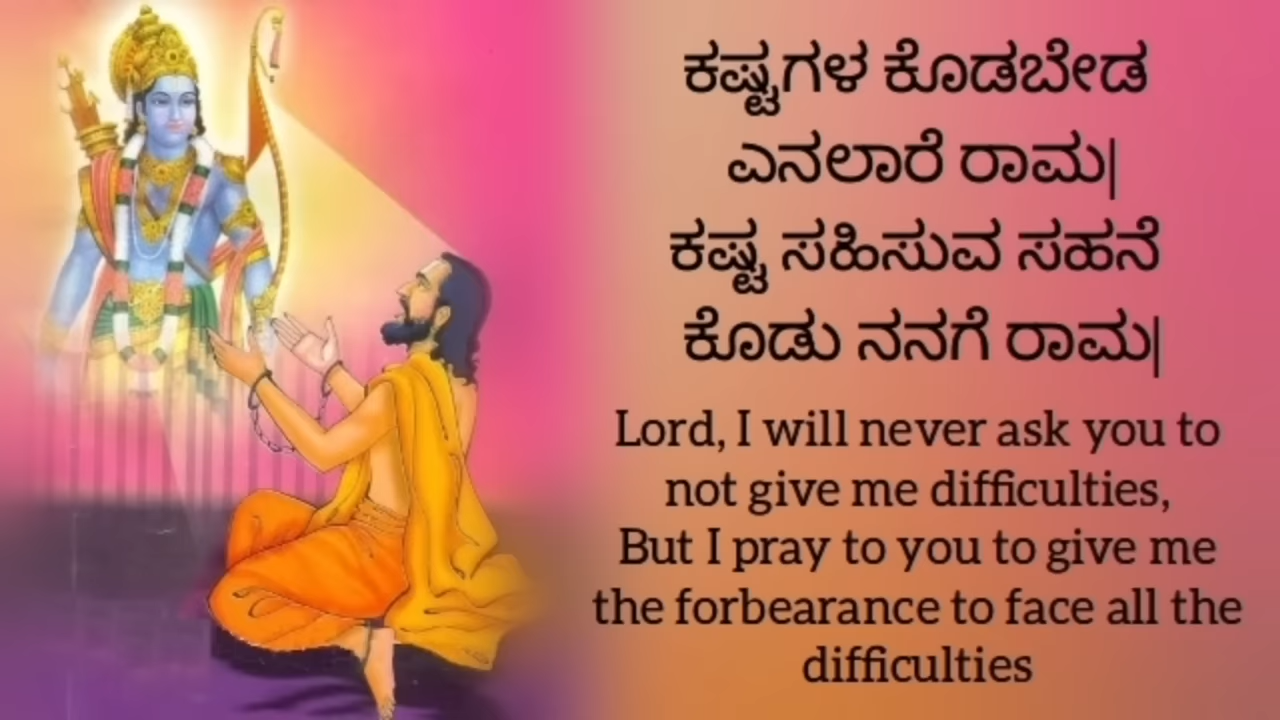 ಕಷ್ಟಗಳ ಕೊಡಬೇಡ
ಎನಲಾರೆ ರಾಮ|
ಕಷ್ಟ ಸಹಿಸುವ ಸಹನೆ
ಕೊಡು ನನಗೆ ರಾಮ|
Lord, I will never ask you to
not give me difficulties,
But I pray to you to give me
the forbearance to face all the
difficulties